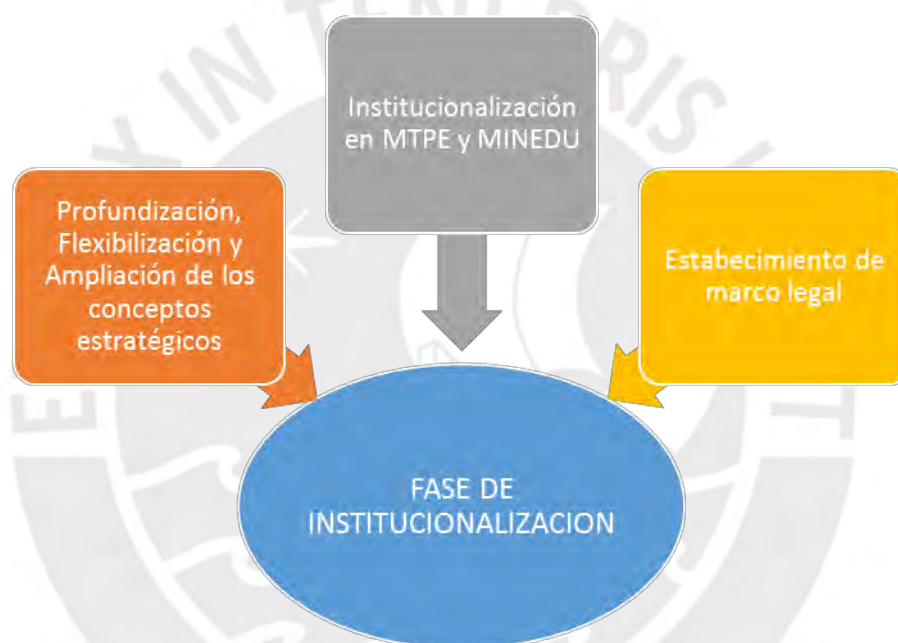 Institucionalización
en MTPE y MINEDU
Profundización,
Flexibilización y
Ampliación de los
conceptos
estratégicos
Estabecimiento de
marco legal
FASE DE
INSTITUCIONALIZACION